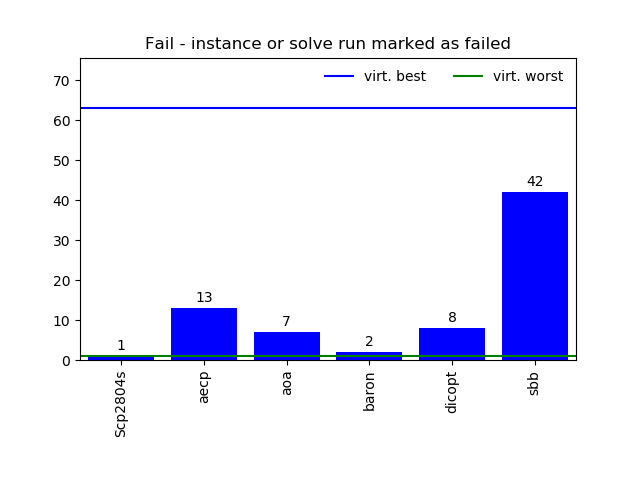 Fail - instance or solve run marked as failed
virt. best
virt. worst
70
60
50
40
30
20
10
0
1
13
7
2
8
42
Scp2804s
aecp
aoa
baron
dicopt
sbb